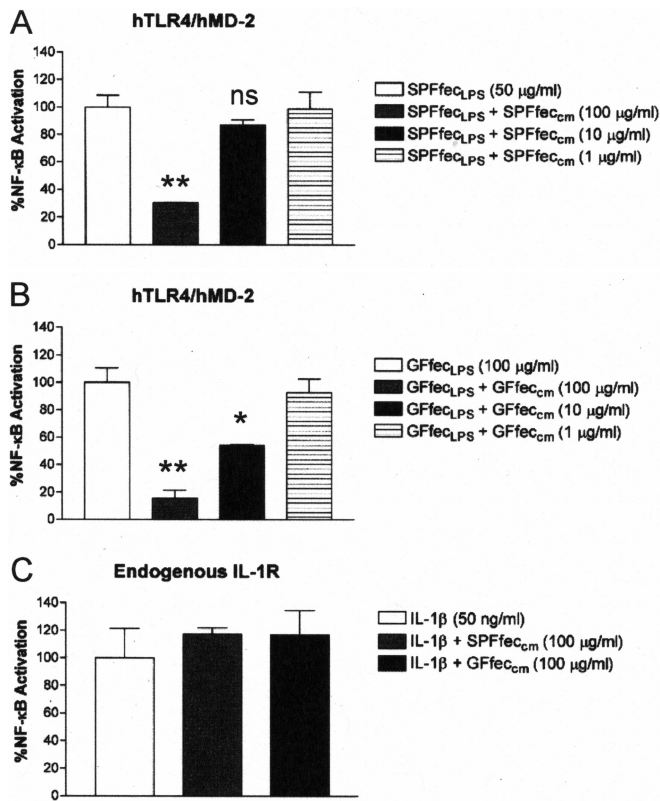 A
hTLR4/hMD-2
%NF-κB Activation
140
120
100
80
60
40
20
0
**
ns
SPFfecLPS (50 μg/ml)
SPFfecLPS + SPFfeccm (100 μg/ml)
SPFfecLPS + SPFfeccm (10 μg/ml)
SPFfecLPS + SPFfeccm (1 μg/ml)
B
hTLR4/hMD-2
%NF-κB Activation
140
120
100
80
60
40
20
0
**
*
GFfecLPS (100 μg/ml)
GFfecLPS + GFfeccm (100 μg/ml)
GFfecLPS + GFfeccm (10 μg/ml)
GFfecLPS + GFfeccm (1 μg/ml)
C
Endogenous IL-1R
%NF-κB Activation
140
120
100
80
60
40
20
0
IL-1β (50 ng/ml)
IL-1β + SPFfeccm (100 μg/ml)
IL-1β + GFfeccm (100 μg/ml)